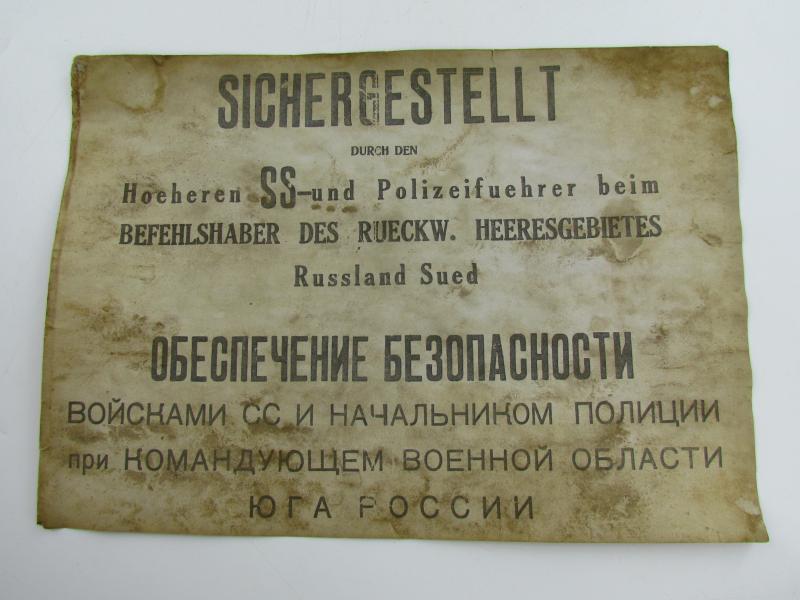 SICHERGESTELLT
DURCH DEN
Hoeheren SS-und Polizeifuehrer beim
BEFEHLSHABER DES RUECKW. HEERESGEBIETES
Russland Sued
ОБЕСПЕЧЕНИЕ БЕЗОПАСНОСТИ
ВОЙСКАМИ СС И НАЧАЛЬНИКОМ ПОЛИЦИИ
при КОМАНДУЮЩЕМ ВОЕННОЙ ОБЛАСТИ
ЮГА РОССИИ